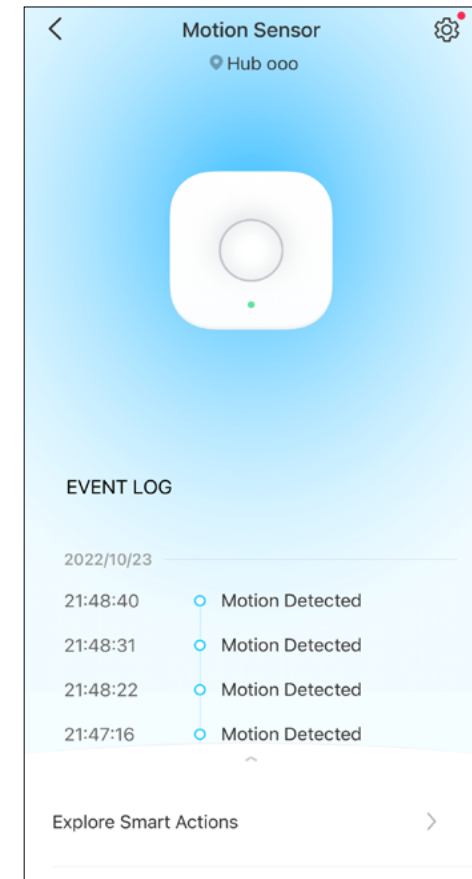 Motion Sensor
Hub ooo
EVENT LOG
2022/10/23
21:48:40 Motion Detected
21:48:31 Motion Detected
21:48:22 Motion Detected
21:47:16 Motion Detected
Explore Smart Actions